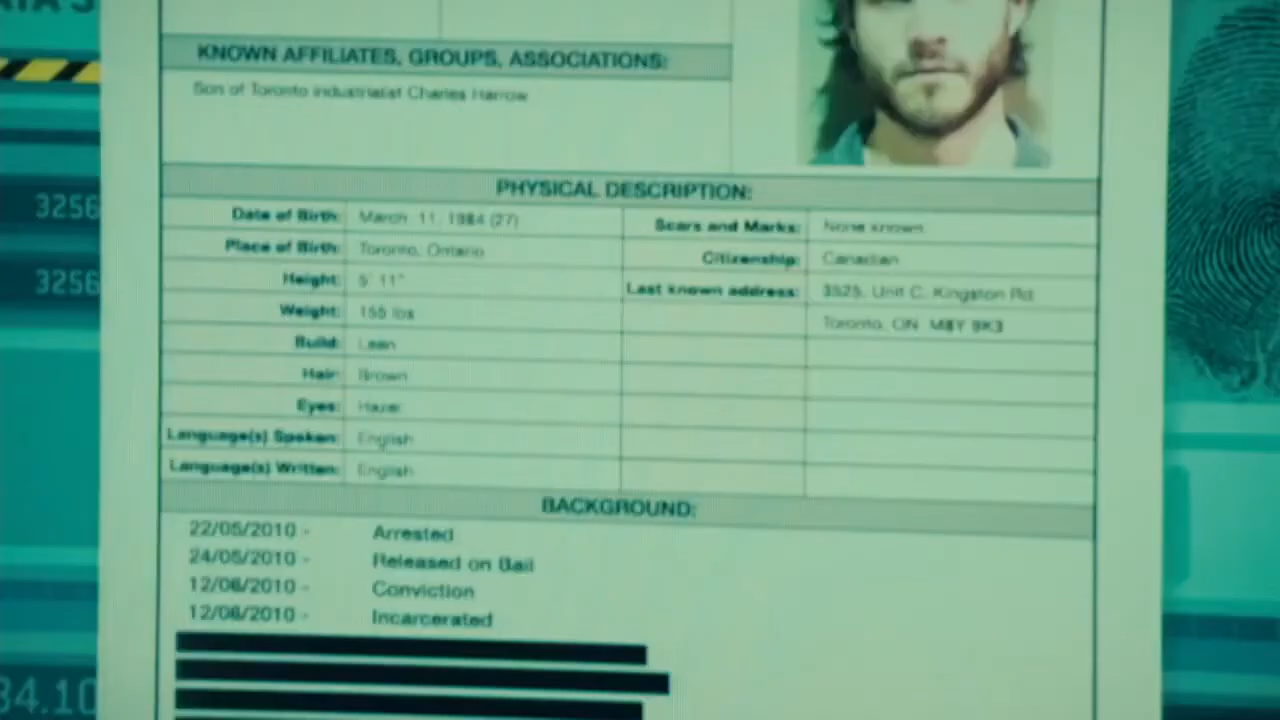 KNOWN AFFILIATES, GROUPS, ASSOCIATIONS:
Son of Toronto industrialist Charles Harrow
PHYSICAL DESCRIPTION:
Date of Birth: March 11, 1984 (27)
Scars and Marks: None known
Place of Birth: Toronto, Ontario
Citizenship: Canadian
Height: 5' 11"
Last known address: 3525, Unit C, Kingston Rd
Weight: 155 lbs
Toronto, ON
Build: Lean
Hair: Brown
Eyes: Hazel
Language(s) Spoken: English
Language(s) Written: English
BACKGROUND:
22/05/2010 - Arrested
24/05/2010 - Released on Bail
12/08/2010 - Conviction
12/08/2010 - Incarcerated
3256
3256
34.10